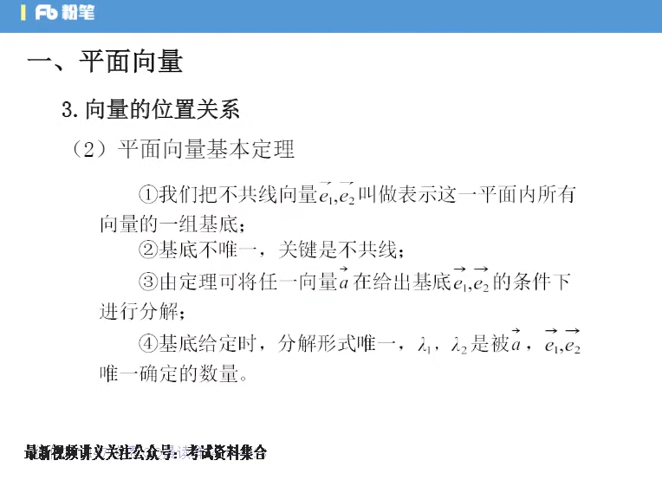 粉笔
一、平面向量
3.向量的位置关系
（2）平面向量基本定理
①我们把不共线向量e₁,e₂叫做表示这一平面内所有
向量的一组基底；
②基底不唯一，关键是不共线；
③由定理可将任一向量a在给出基底e₁,e₂的条件下
进行分解；
④基底给定时，分解形式唯一，λ₁，λ₂是被a，e₁,e₂
唯一确定的数量。
最新视频讲义关注公众号：考试资料集合